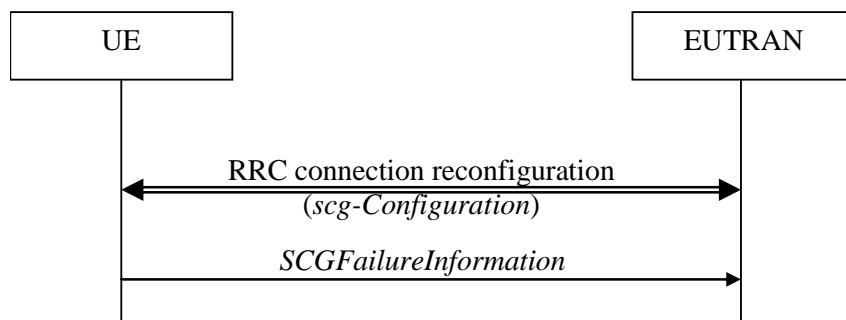 UE
EUTRAN
RRC connection reconfiguration
(scg-Configuration)
SCGFailureInformation